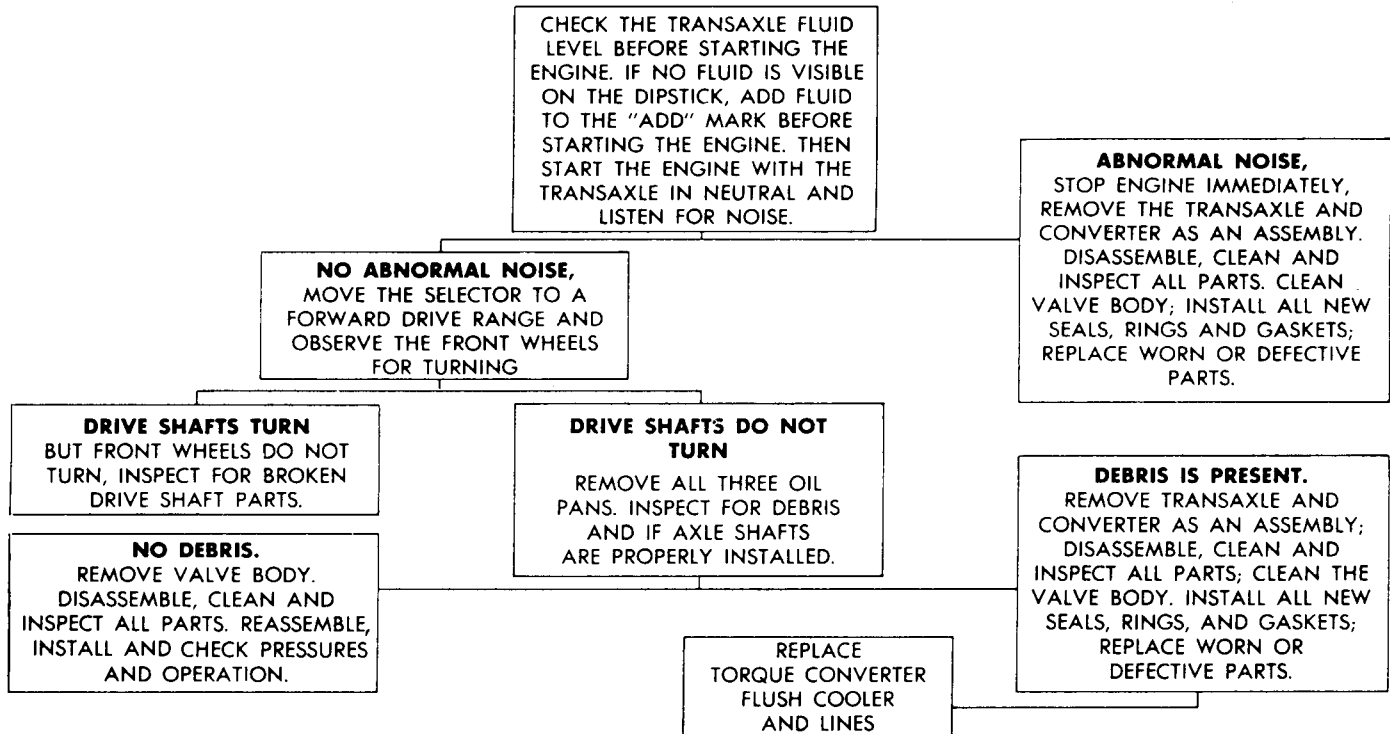 CHECK THE TRANSAXLE FLUID
LEVEL BEFORE STARTING THE
ENGINE. IF NO FLUID IS VISIBLE
ON THE DIPSTICK, ADD FLUID
TO THE "ADD" MARK BEFORE
STARTING THE ENGINE. THEN
START THE ENGINE WITH THE
TRANSAXLE IN NEUTRAL AND
LISTEN FOR NOISE.
ABNORMAL NOISE,
STOP ENGINE IMMEDIATELY,
REMOVE THE TRANSAXLE AND
CONVERTER AS AN ASSEMBLY.
DISASSEMBLE, CLEAN AND
INSPECT ALL PARTS. CLEAN
VALVE BODY; INSTALL ALL NEW
SEALS, RINGS AND GASKETS;
REPLACE WORN OR DEFECTIVE
PARTS.
NO ABNORMAL NOISE,
MOVE THE SELECTOR TO A
FORWARD DRIVE RANGE AND
OBSERVE THE FRONT WHEELS
FOR TURNING
DRIVE SHAFTS TURN
BUT FRONT WHEELS DO NOT
TURN, INSPECT FOR BROKEN
DRIVE SHAFT PARTS.
DRIVE SHAFTS DO NOT
TURN
REMOVE ALL THREE OIL
PANS. INSPECT FOR DEBRIS
AND IF AXLE SHAFTS
ARE PROPERLY INSTALLED.
NO DEBRIS.
REMOVE VALVE BODY.
DISASSEMBLE, CLEAN AND
INSPECT ALL PARTS. REASSEMBLE,
INSTALL AND CHECK PRESSURES
AND OPERATION.
DEBRIS IS PRESENT.
REMOVE TRANSAXLE AND
CONVERTER AS AN ASSEMBLY;
DISASSEMBLE, CLEAN AND
INSPECT ALL PARTS; CLEAN THE
VALVE BODY. INSTALL ALL NEW
SEALS, RINGS, AND GASKETS;
REPLACE WORN OR
DEFECTIVE PARTS.
REPLACE
TORQUE CONVERTER
FLUSH COOLER
AND LINES